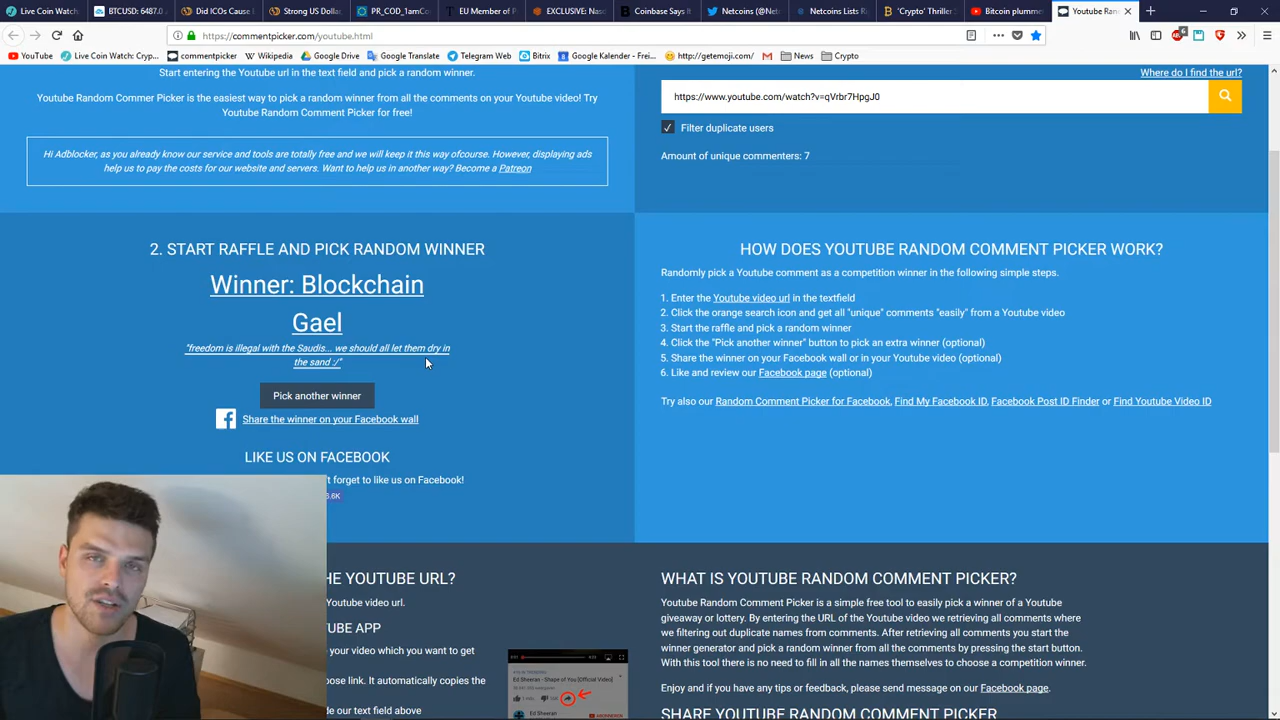 Live Coin Watch:
BTCUSD: 6487.0
Did ICOs Cause
Strong US Dollar,
PR_COD_1amCo
EU Member of P
EXCLUSIVE: Nas
Coinbase Says I
Twitter (@Ne
Netcoins Lists Ri
'Crypto' Thriller
Bitcoin plumme
Youtube Ran
https://commentpicker.com/youtube.html
YouTube
Live Coin Watch: Cryp...
commentpicker
Wikipedia
Google Drive
Google Translate
Telegram Web
Bitrix
Google Kalender - Frei...
http://getemoji.com/
News
Crypto
Start entering the Youtube url in the text field and pick a random winner.
Youtube Random Commer Picker is the easiest way to pick a random winner from all the comments on your Youtube video! Try
Youtube Random Comment Picker for free!
Hi Adblocker, as you already know our service and tools are totally free and we will keep it this way ofcourse. However, displaying ads
help us to pay the costs for our website and servers. Want to help us in another way? Become a Patreon
Where do I find the url?
https://www.youtube.com/watch?v=qVrbr7HpgJ0
Filter duplicate users
Amount of unique commenters: 7
2. START RAFFLE AND PICK RANDOM WINNER
Winner: Blockchain
Gael
"freedom is illegal with the Saudis... we should all let them dry in
the sand :/"
Pick another winner
Share the winner on your Facebook wall
LIKE US ON FACEBOOK
't forget to like us on Facebook!
6.6K
HOW DOES YOUTUBE RANDOM COMMENT PICKER WORK?
Randomly pick a Youtube comment as a competition winner in the following simple steps.
1. Enter the Youtube video url in the textfield
2. Click the orange search icon and get all "unique" comments "easily" from a Youtube video
3. Start the raffle and pick a random winner
4. Click the "Pick another winner" button to pick an extra winner (optional)
5. Share the winner on your Facebook wall or in your Youtube video (optional)
6. Like and review our Facebook page (optional)
Try also our Random Comment Picker for Facebook, Find My Facebook ID, Facebook Post ID Finder or Find Youtube Video ID
HE YOUTUBE URL?
Youtube video url.
TUBE APP
your video which you want to get
oose link. It automatically copies the
de our text field above
Ed Sheeran - Shape of You [Official Video]
Ed Sheeran
WHAT IS YOUTUBE RANDOM COMMENT PICKER?
Youtube Random Comment Picker is a simple free tool to easily pick a winner of a Youtube
giveaway or lottery. By entering the URL of the Youtube video we retrieving all comments where
we filtering out duplicate names from comments. After retrieving all comments you start the
winner generator and pick a random winner from all comments by pressing the start button.
With this tool there is no need to fill in all the names themselves to choose a competition winner.
Enjoy and if you have any tips or feedback, please send message on our Facebook page.
SHARE YOUTUBE RANDOM COMMENT PICKER